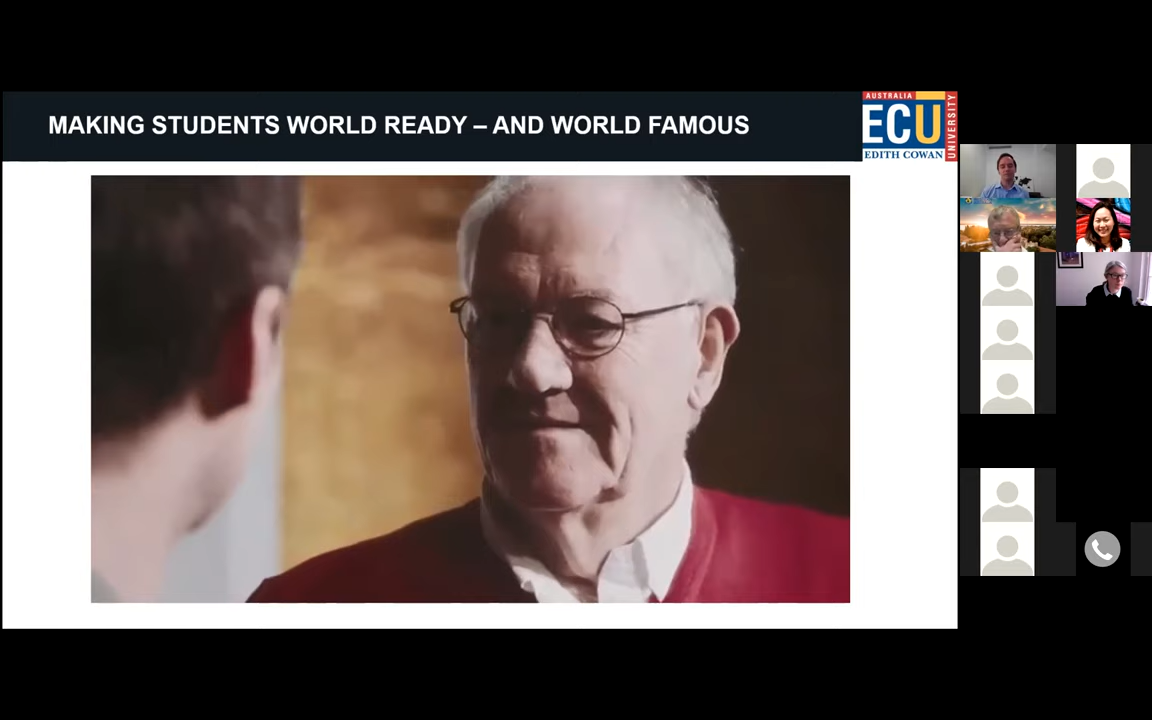 MAKING STUDENTS WORLD READY – AND WORLD FAMOUS
AUSTRALIA
ECU
EDITH COWAN
UNIVERSITY